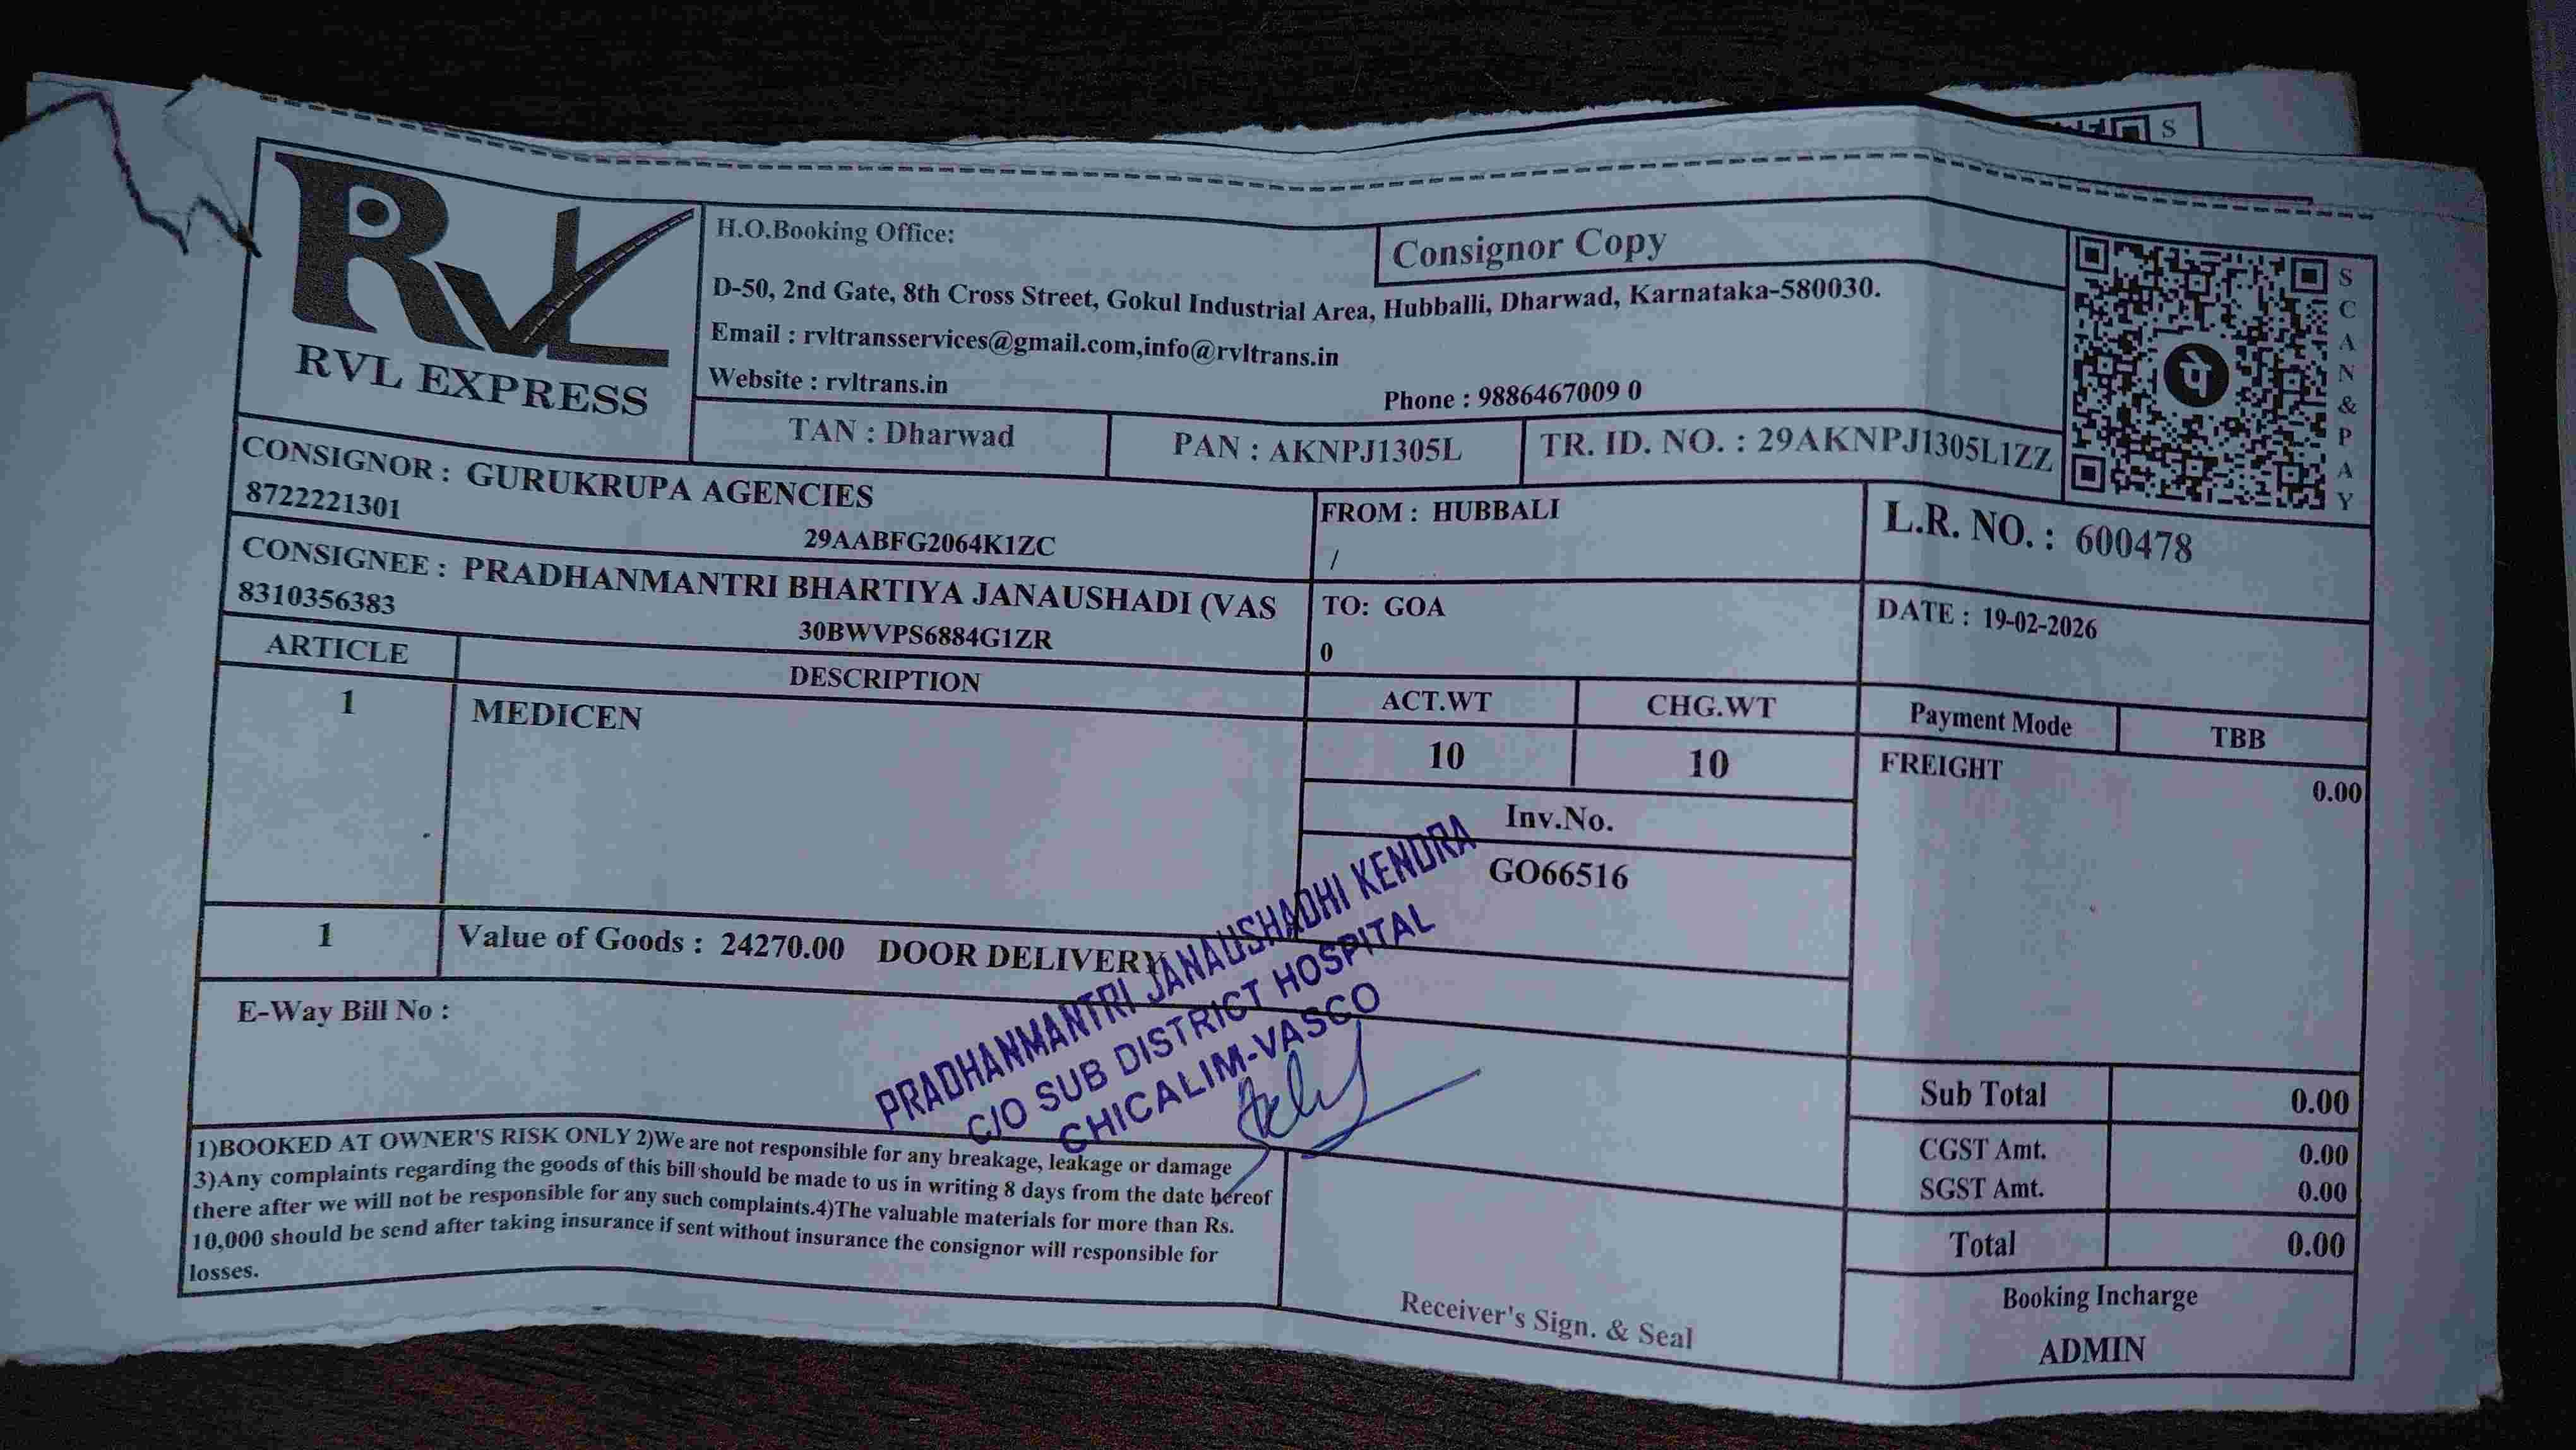 S
RVL
RVL EXPRESS
H.O.Booking Office:
Consignor Copy
D-50, 2nd Gate, 8th Cross Street, Gokul Industrial Area, Hubballi, Dharwad, Karnataka-580030.
Email : rvltransservices@gmail.com,info@rvltrans.in
Website : rvltrans.in
Phone : 9886467009 0
TAN : Dharwad
PAN : AKNPJ1305L
TR. ID. NO. : 29AKNPJ1305L1ZZ
पे
SCAN&PAY
CONSIGNOR : GURUKRUPA AGENCIES
8722221301
29AABFG2064K1ZC
FROM : HUBBALI
/
L.R. NO. : 600478
CONSIGNEE : PRADHANMANTRI BHARTIYA JANAUSHADI (VAS
8310356383
30BWVPS6884G1ZR
TO: GOA
0
DATE : 19-02-2026
ARTICLE
DESCRIPTION
ACT.WT
CHG.WT
Payment Mode
TBB
1
MEDICEN
10
10
FREIGHT
0.00
Inv.No.
GO66516
1
Value of Goods : 24270.00 DOOR DELIVERY
E-Way Bill No :
PRADHANMANTRI JANAUSHADHI KENDRA
C/O SUB DISTRICT HOSPITAL
CHICALIM-VASCO
Sub Total
0.00
CGST Amt.
0.00
SGST Amt.
0.00
Total
0.00
1)BOOKED AT OWNER'S RISK ONLY 2)We are not responsible for any breakage, leakage or damage
3)Any complaints regarding the goods of this bill should be made to us in writing 8 days from the date hereof
there after we will not be responsible for any such complaints.4)The valuable materials for more than Rs.
10,000 should be send after taking insurance if sent without insurance the consignor will responsible for
losses.
Receiver's Sign. & Seal
Booking Incharge
ADMIN